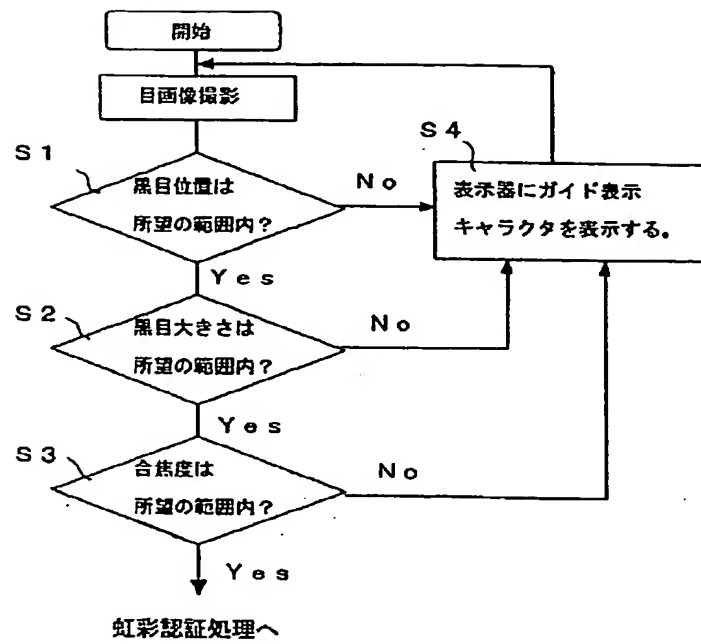 開始
目画像撮影
S1
黒目位置は
所望の範囲内?
No
Yes
S4
表示器にガイド表示
キャラクタを表示する。
S2
黒目大きさは
所望の範囲内?
No
Yes
S3
合焦度は
所望の範囲内?
No
Yes
虹彩認証処理へ